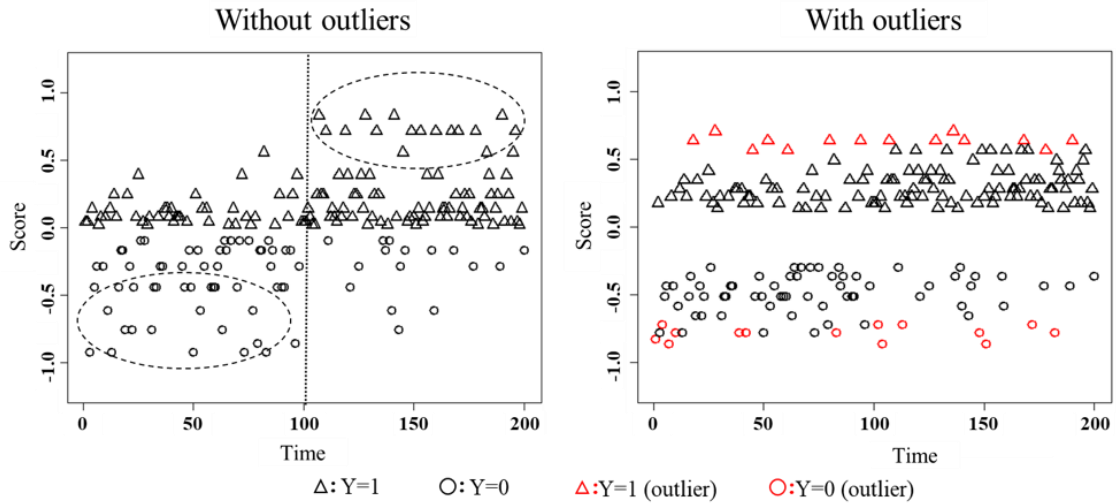 Without outliers
Score
1.0
0.5
0.0
-0.5
-1.0
0
50
100
150
200
Time
With outliers
Score
1.0
0.5
0.0
-0.5
-1.0
0
50
100
150
200
Time
: Y=1
: Y=0
:Y=1 (outlier)
:Y=0 (outlier)